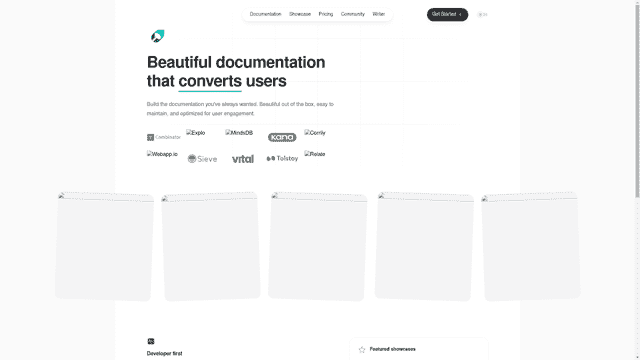 Documentation Showcase Pricing Community Writer
Get Started
Beautiful documentation
that converts users
Build the documentation you've always wanted. Beautiful out of the box, easy to
maintain, and optimized for user engagement.
Combinator Explo MindsDB kana Corrily
Webapp.io Sieve vital Tolstoy Relate
Developer first
Featured showcases